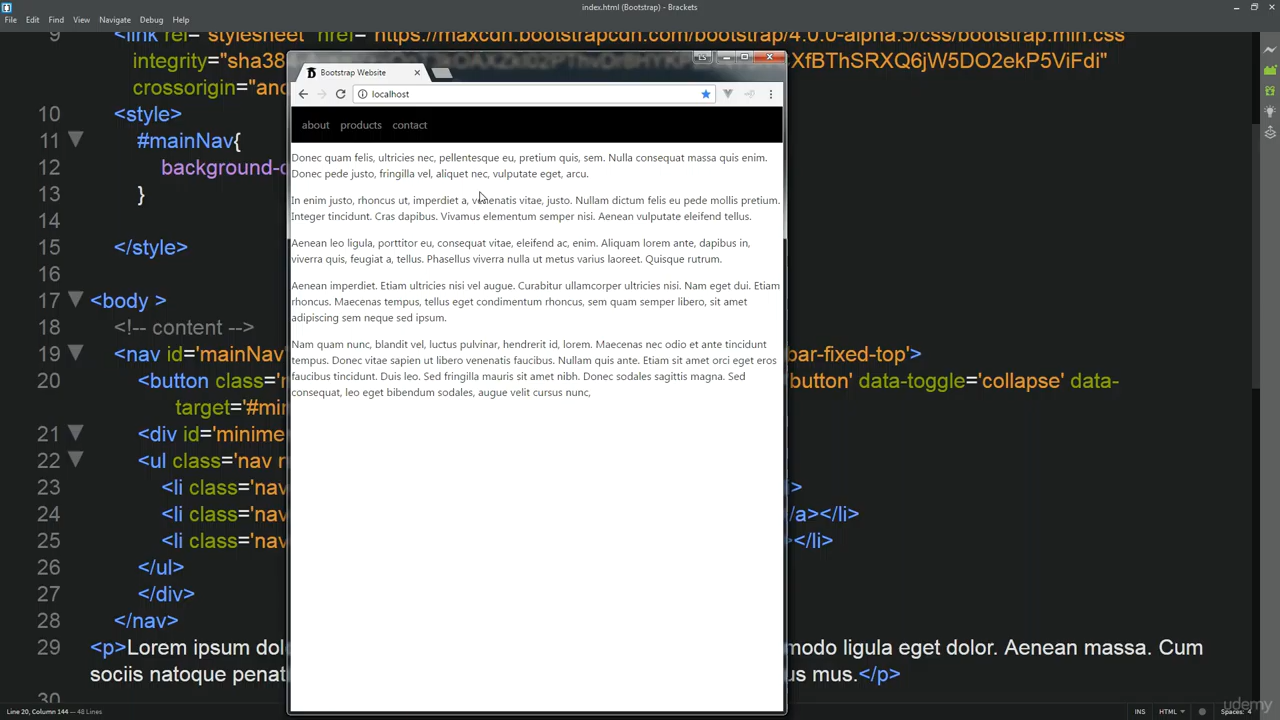 index.html (Bootstrap) - Brackets
File Edit Find View Navigate Debug Help
9 <link rel='stylesheet' href='https://maxcdn.bootstrapcdn.com/bootstrap/4.0.0-alpha.5/css/bootstrap.min.css
integrity="sha38 XfBThSRXQ6jW5DO2ekP5ViFdi"
crossorigin="ano
10 <style>
11 #mainNav{
12 background-c
13 }
15 </style>
16
17 <body >
18 <!-- content -->
19 <nav id='mainNav' bar-fixed-top'>
20 <button class=' button' data-toggle='collapse' data-
target='#min
21 <div id='minime
22 <ul class='nav n
23 <li class='nav >
24 <li class='nav /a></li>
25 <li class='nav ></li>
26 </ul>
27 </div>
28 </nav>
29 <p>Lorem ipsum dolo modo ligula eget dolor. Aenean massa. Cum
sociis natoque penat us mus.</p>
30
Bootstrap Website
localhost
about products contact
Donec quam felis, ultricies nec, pellentesque eu, pretium quis, sem. Nulla consequat massa quis enim.
Donec pede justo, fringilla vel, aliquet nec, vulputate eget, arcu.
In enim justo, rhoncus ut, imperdiet a, venenatis vitae, justo. Nullam dictum felis eu pede mollis pretium.
Integer tincidunt. Cras dapibus. Vivamus elementum semper nisi. Aenean vulputate eleifend tellus.
Aenean leo ligula, porttitor eu, consequat vitae, eleifend ac, enim. Aliquam lorem ante, dapibus in,
viverra quis, feugiat a, tellus. Phasellus viverra nulla ut metus varius laoreet. Quisque rutrum.
Aenean imperdiet. Etiam ultricies nisi vel augue. Curabitur ullamcorper ultricies nisi. Nam eget dui. Etiam
rhoncus. Maecenas tempus, tellus eget condimentum rhoncus, sem quam semper libero, sit amet
adipiscing sem neque sed ipsum.
Nam quam nunc, blandit vel, luctus pulvinar, hendrerit id, lorem. Maecenas nec odio et ante tincidunt
tempus. Donec vitae sapien ut libero venenatis faucibus. Nullam quis ante. Etiam sit amet orci eget eros
faucibus tincidunt. Duis leo. Sed fringilla mauris sit amet nibh. Donec sodales sagittis magna. Sed
consequat, leo eget bibendum sodales, augue velit cursus nunc,
Line 20, Column 144 — 48 Lines
INS HTML Spaces: 4
udemy